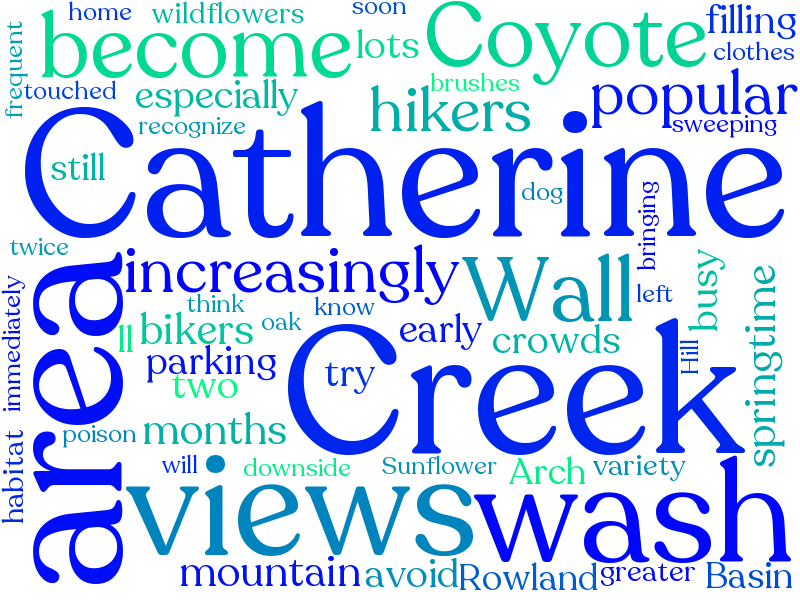 home
wildflowers
soon
filling
become
lots
Coyote
clothes
frequent
touched
especially
brushes
popular
recognize
hikers
sweeping
Catherine
still
dog
bringing
twice
increasingly
Wall
left
busy
think
know
springtime
immediately
area
ll
bikers
oak
early
crowds
Hill
parking
Creek
try
two
poison
months
habitat
will
downside
Sunflower
Arch
variety
views
wash
mountain
avoid
Rowland
greater
Basin